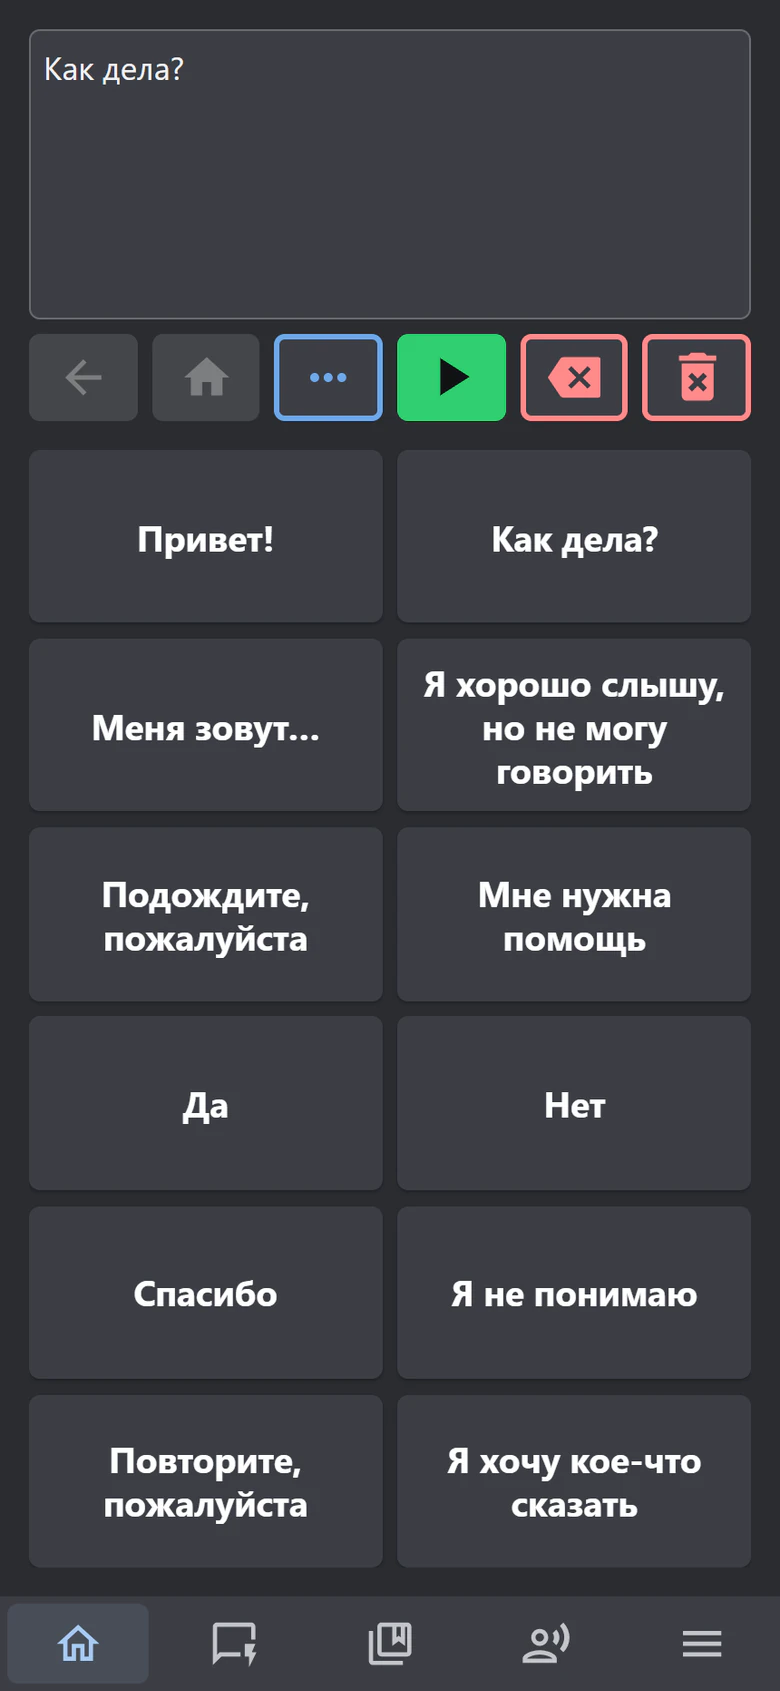 Как дела?
Привет!
Как дела?
Меня зовут...
Я хорошо слышу,
но не могу
говорить
Подождите,
пожалуйста
Мне нужна
помощь
Да
Нет
Спасибо
Я не понимаю
Повторите,
пожалуйста
Я хочу кое-что
сказать